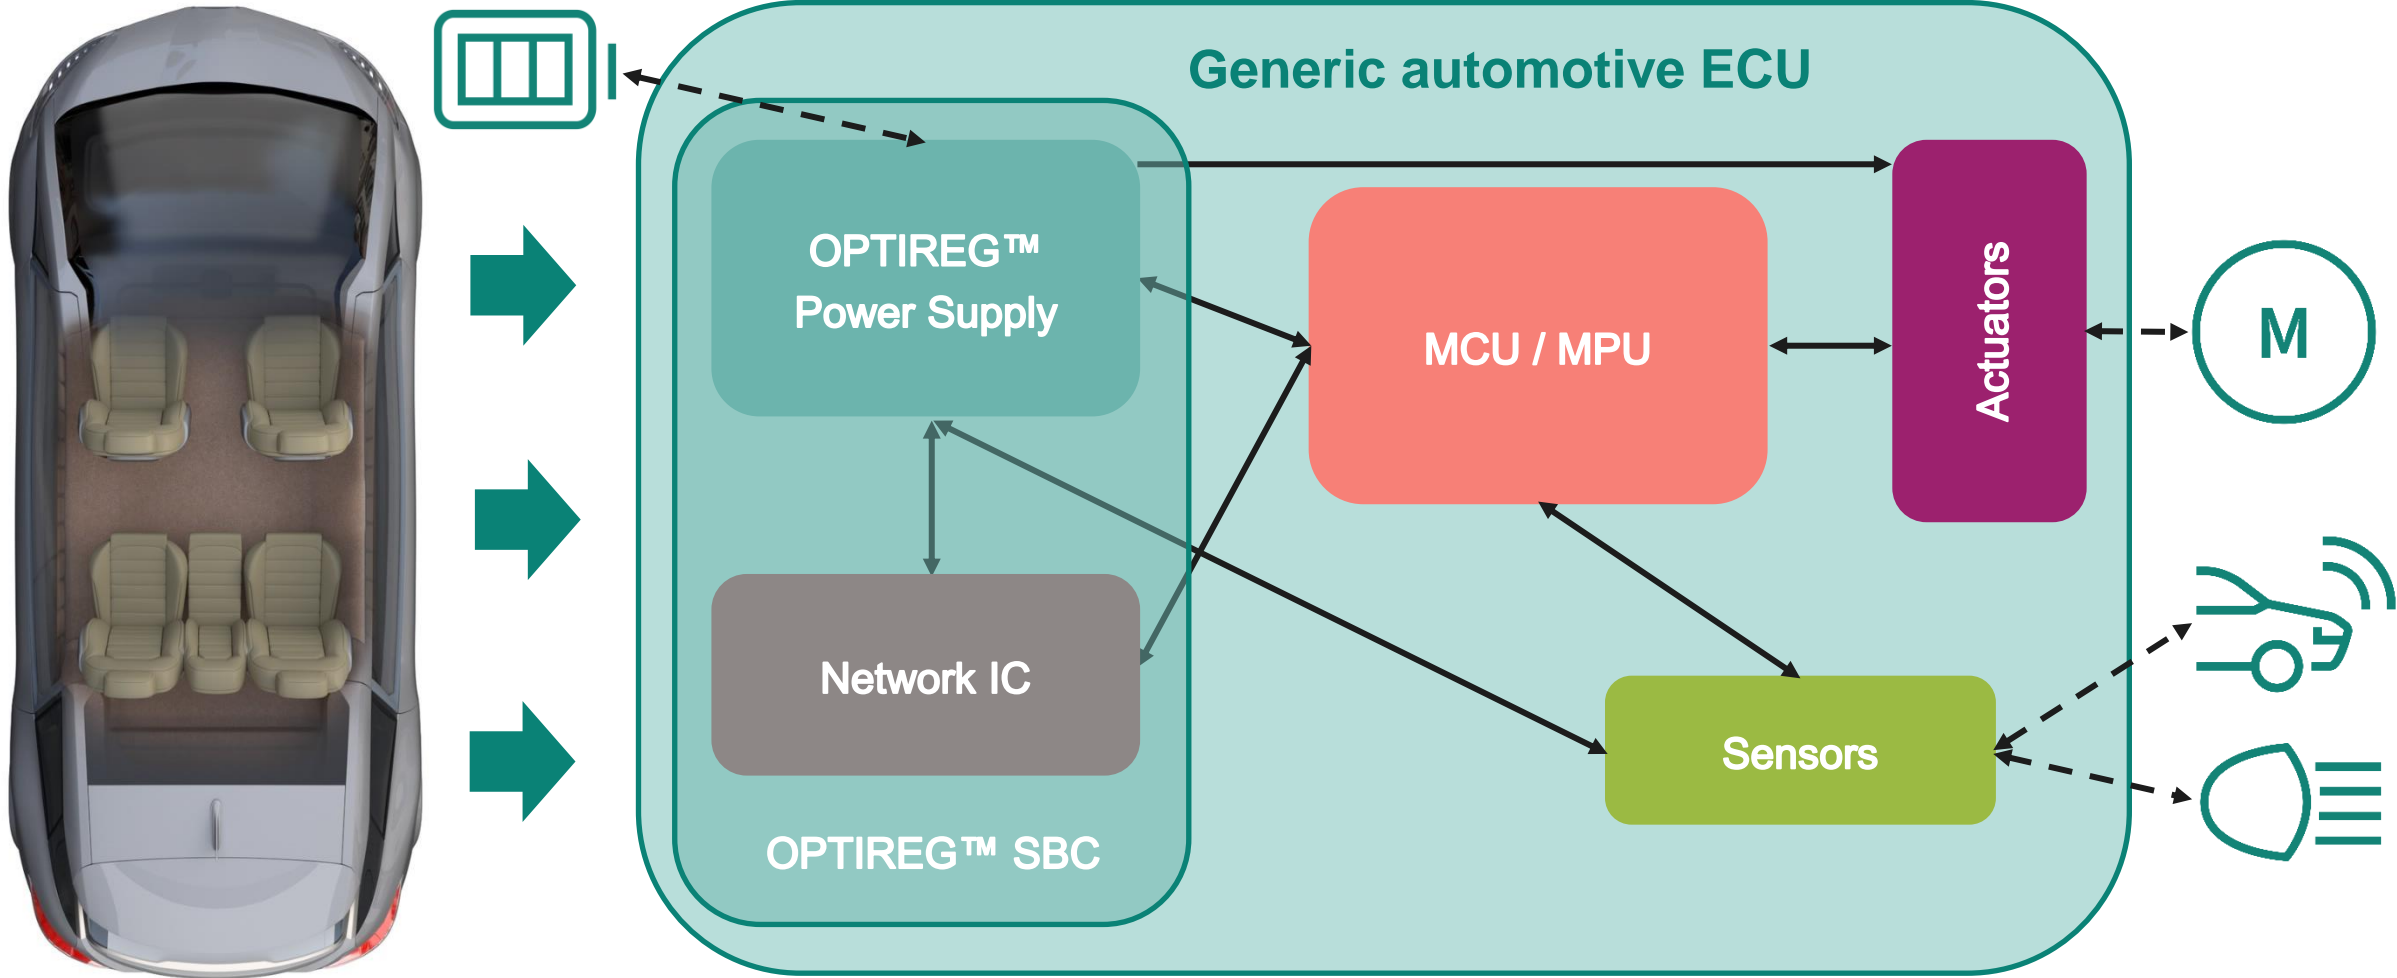 Generic automotive ECU
OPTIREG™
Power Supply
MCU / MPU
Actuators
M
Network IC
Sensors
OPTIREG™ SBC